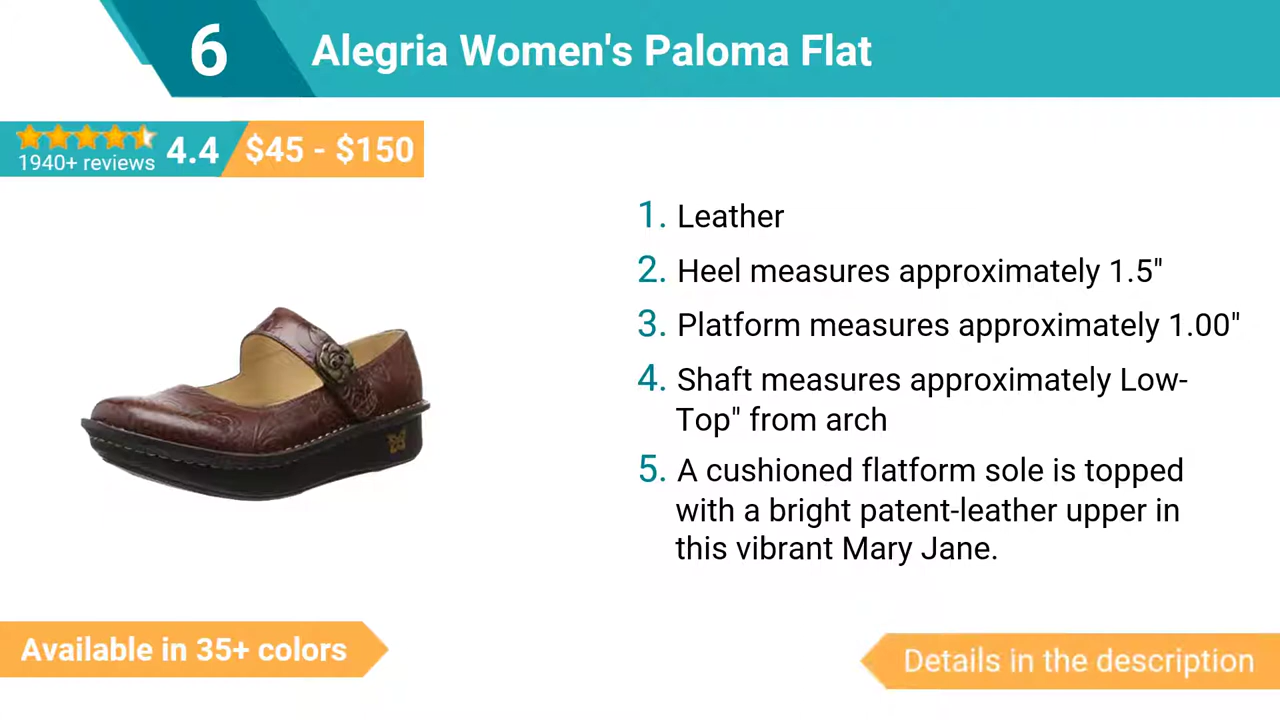 6
Alegria Women's Paloma Flat
1940+ reviews
4.4
$45 - $150
1. Leather
2. Heel measures approximately 1.5"
3. Platform measures approximately 1.00"
4. Shaft measures approximately Low-
Top" from arch
5. A cushioned flatform sole is topped
with a bright patent-leather upper in
this vibrant Mary Jane.
Available in 35+ colors
Details in the description